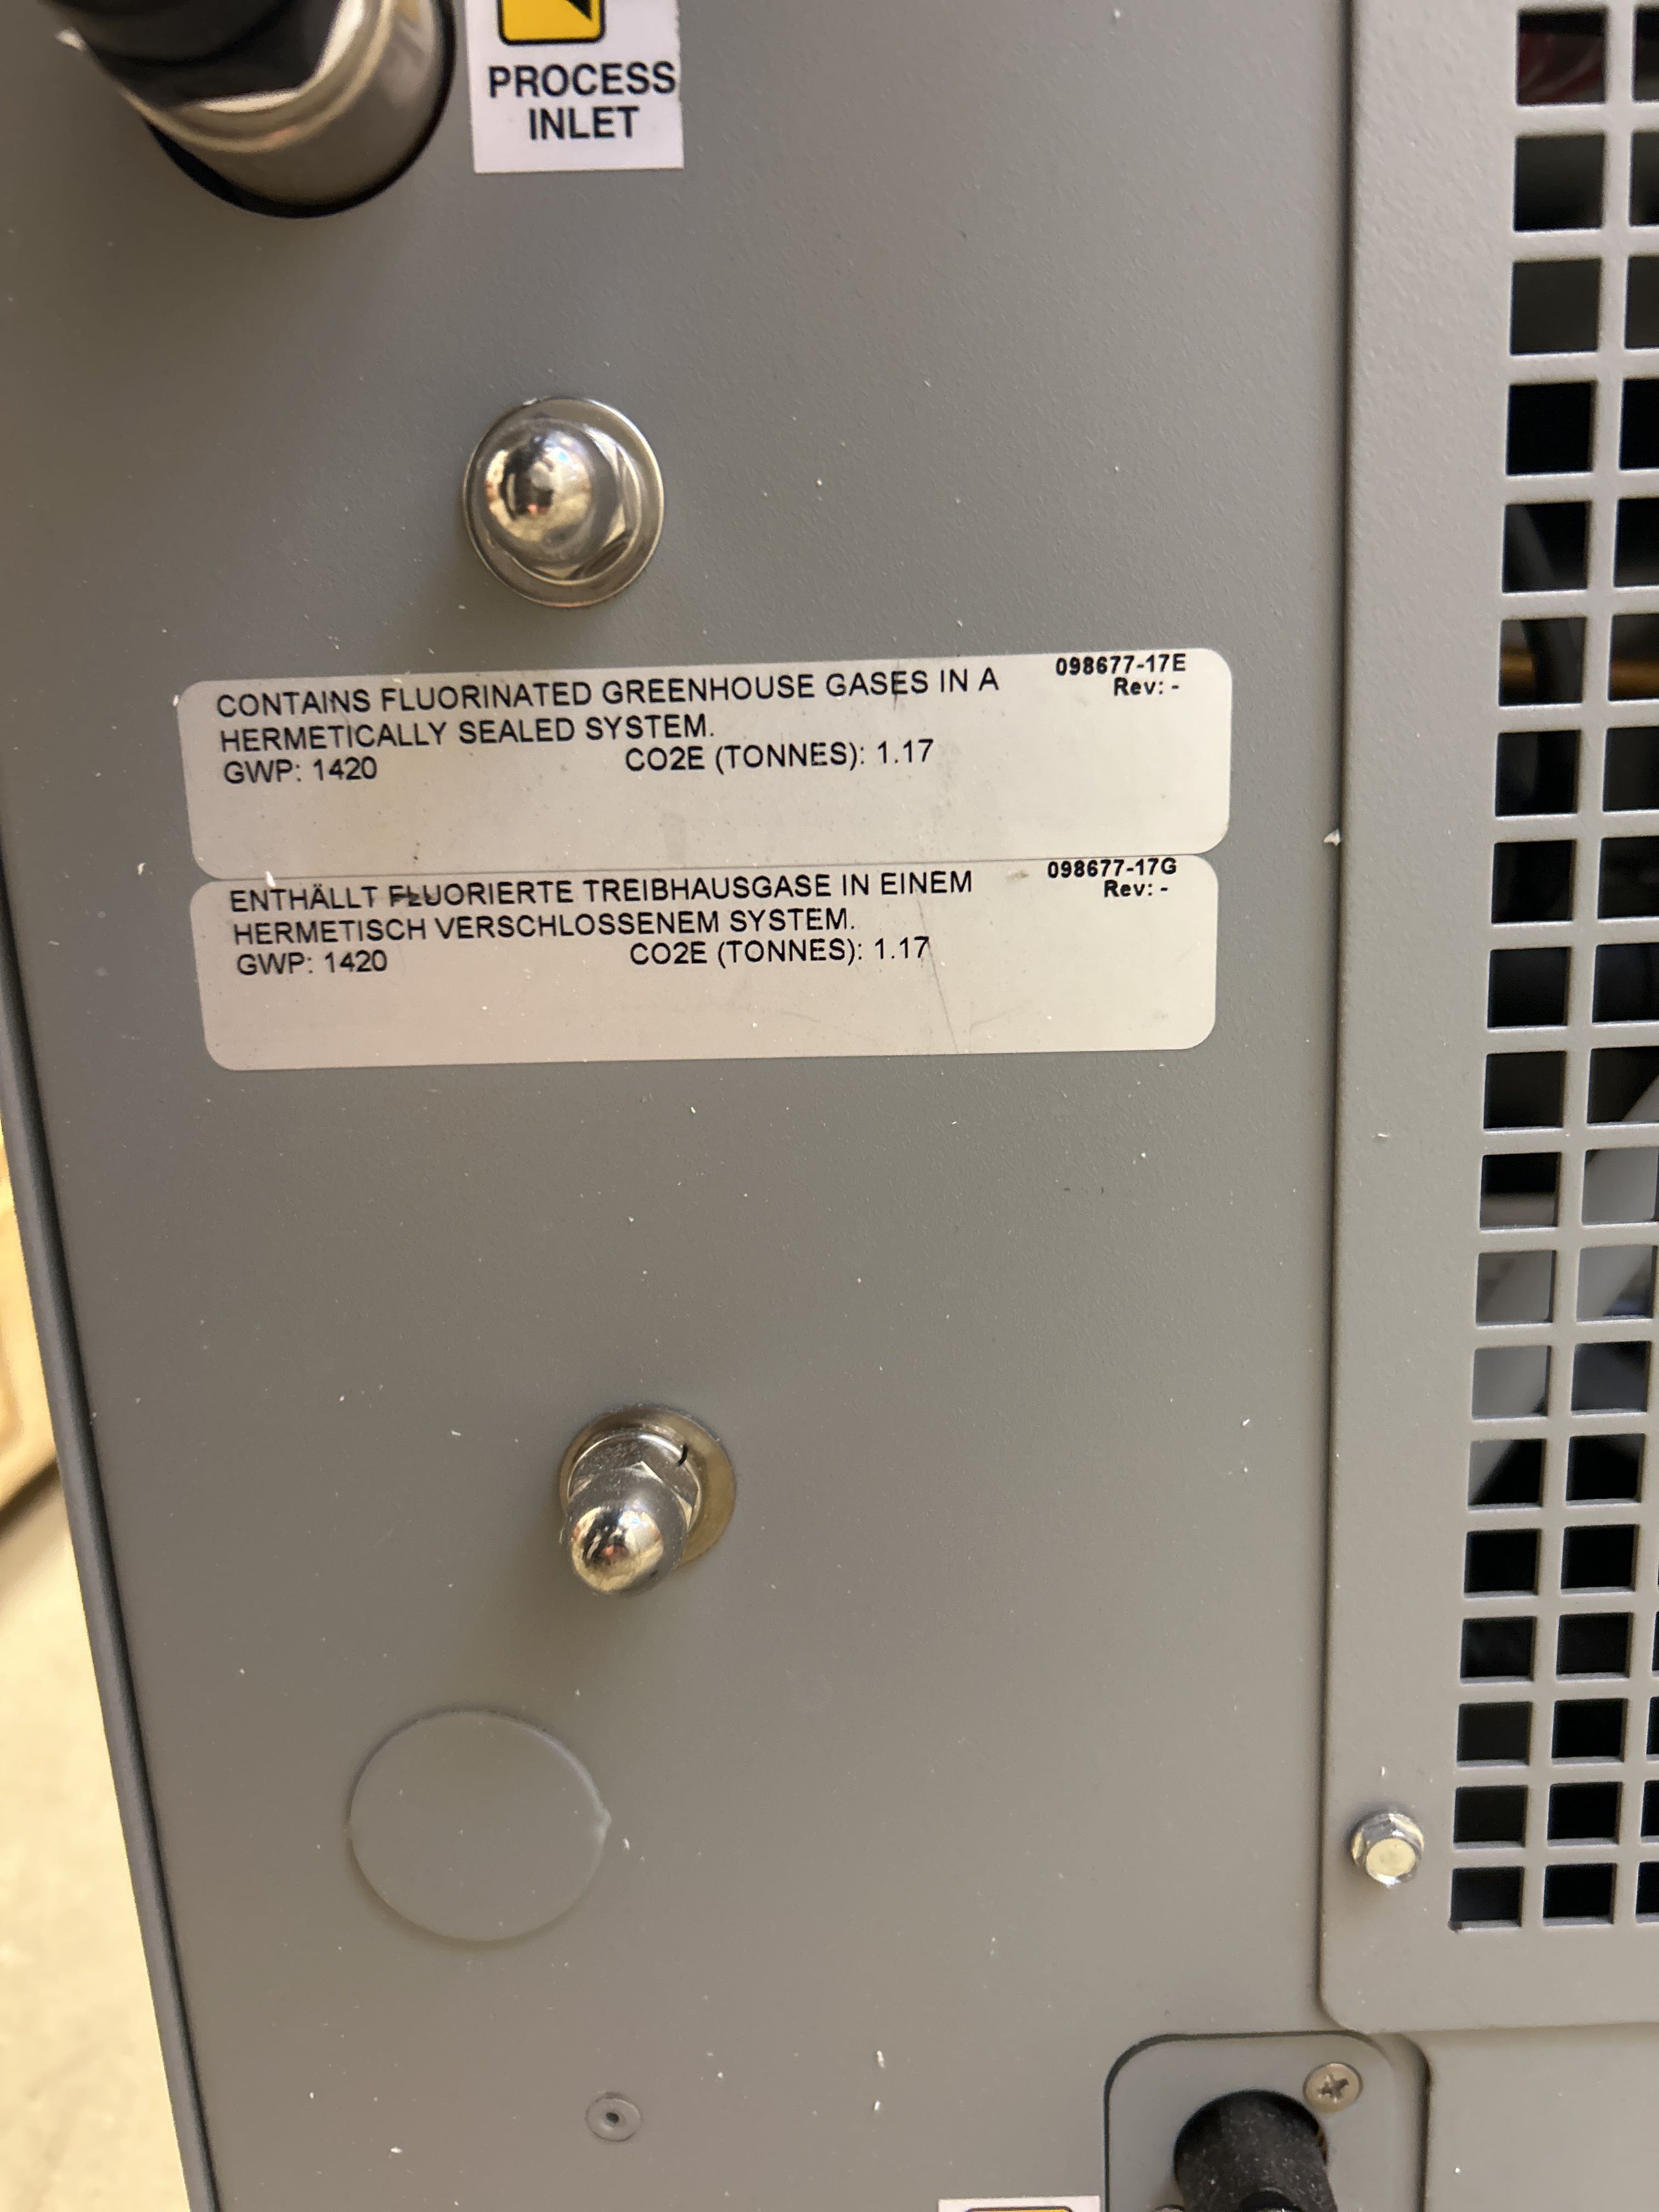 PROCESS
INLET
098677-17E
Rev: -
CONTAINS FLUORINATED GREENHOUSE GASES IN A
HERMETICALLY SEALED SYSTEM.
GWP: 1420 CO2E (TONNES): 1.17
098677-17G
Rev: -
ENTHÄLLT FLUORIERTE TREIBHAUSGASE IN EINEM
HERMETISCH VERSCHLOSSENEM SYSTEM.
GWP: 1420 CO2E (TONNES): 1.17